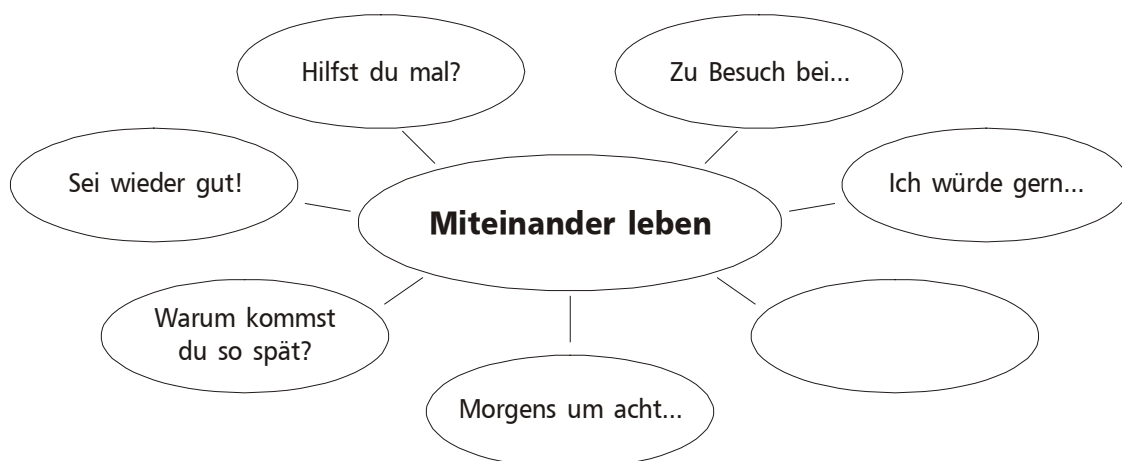 Hilfst du mal?
Zu Besuch bei...
Sei wieder gut!
Ich würde gern...
Miteinander leben
Warum kommst
du so spät?
Morgens um acht...